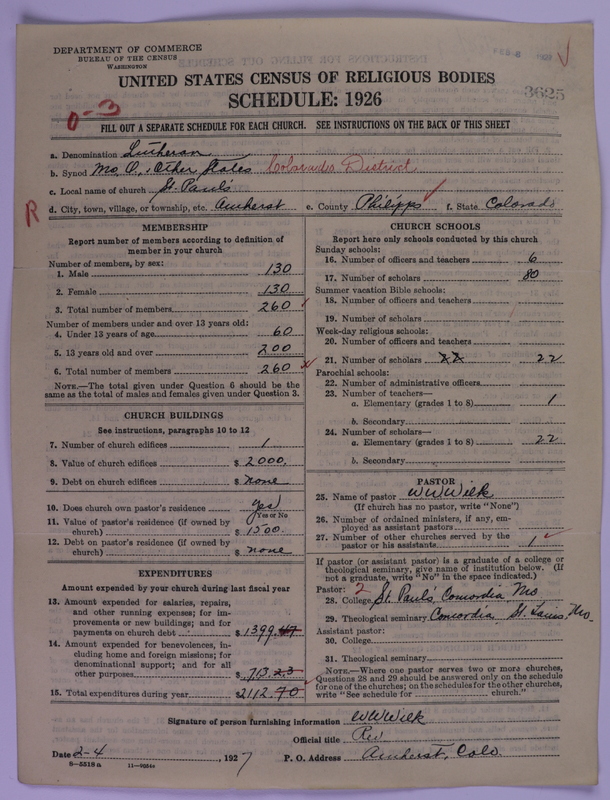 DEPARTMENT OF COMMERCE
BUREAU OF THE CENSUS
WASHINGTON
UNITED STATES CENSUS OF RELIGIOUS BODIES
SCHEDULE: 1926
3625
0-3
FILL OUT A SEPARATE SCHEDULE FOR EACH CHURCH. SEE INSTRUCTIONS ON THE BACK OF THIS SHEET
a. Denomination Lutheran
b. Synod Mo, O, & Other States Colorado District
c. Local name of church St. Paul's
R
d. City, town, village, or township, etc. Amherst e. County Philipps f. State Colorado
MEMBERSHIP
Report number of members according to definition of member in your church
Number of members, by sex:
1. Male 130
2. Female 130
3. Total number of members 260
Number of members under and over 13 years old:
4. Under 13 years of age 60
5. 13 years old and over 200
6. Total number of members 260
NOTE.—The total given under Question 6 should be the
same as the total of males and females given under Question 3.
CHURCH BUILDINGS
See instructions, paragraphs 10 to 12
7. Number of church edifices 1
8. Value of church edifices $ 2000.
9. Debt on church edifices $ None
10. Does church own pastor's residence Yes
Yes or No
11. Value of pastor's residence (if owned by
church) $ 1500.
12. Debt on pastor's residence (if owned by
church) $ none
EXPENDITURES
Amount expended by your church during last fiscal year
13. Amount expended for salaries, repairs,
and other running expenses; for im-
provements or new buildings; and for
payments on church debt $ 1399.47
14. Amount expended for benevolences, in-
cluding home and foreign missions; for
denominational support; and for all
other purposes $ 713.23
15. Total expenditures during year $2112.70
CHURCH SCHOOLS
Report here only schools conducted by this church
Sunday schools:
16. Number of officers and teachers 6
17. Number of scholars 80
Summer vacation Bible schools:
18. Number of officers and teachers
19. Number of scholars
Week-day religious schools:
20. Number of officers and teachers
21. Number of scholars 22 22
Parochial schools:
22. Number of administrative officers
23. Number of teachers—
a. Elementary (grades 1 to 8) 1
b. Secondary
24. Number of scholars—
a. Elementary (grades 1 to 8) 22
b. Secondary
PASTOR
25. Name of pastor W W Wilk
(If church has no pastor, write "None")
26. Number of ordained ministers, if any, em-
ployed as assistant pastors
27. Number of other churches served by the
pastor or his assistants 1
If pastor (or assistant pastor) is a graduate of a college or
theological seminary, give name of institution below. (If
not a graduate, write "No" in the space indicated.)
Pastor: 2
28. College St. Paul's Concordia Mo
29. Theological seminary Concordia St. Louis, Mo.
Assistant pastor:
30. College
31. Theological seminary
NOTE.—Where one pastor serves two or more churches,
Questions 28 and 29 should be answered only on the schedule
for one of the churches; on the schedules for the other churches,
write "See schedule for ______ church."
Signature of person furnishing information W W Wilk
Official title Rev
Date 2-4, 1927 P. O. Address Amherst, Colo.
8-5518 a 11-9024